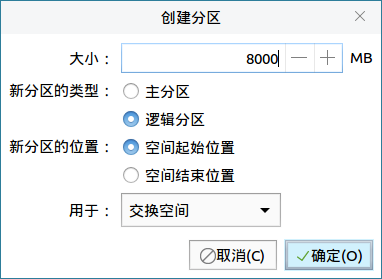 创建分区
大小： 8000 MB
新分区的类型： 主分区
逻辑分区
新分区的位置： 空间起始位置
空间结束位置
用于： 交换空间
取消(C) 确定(O)